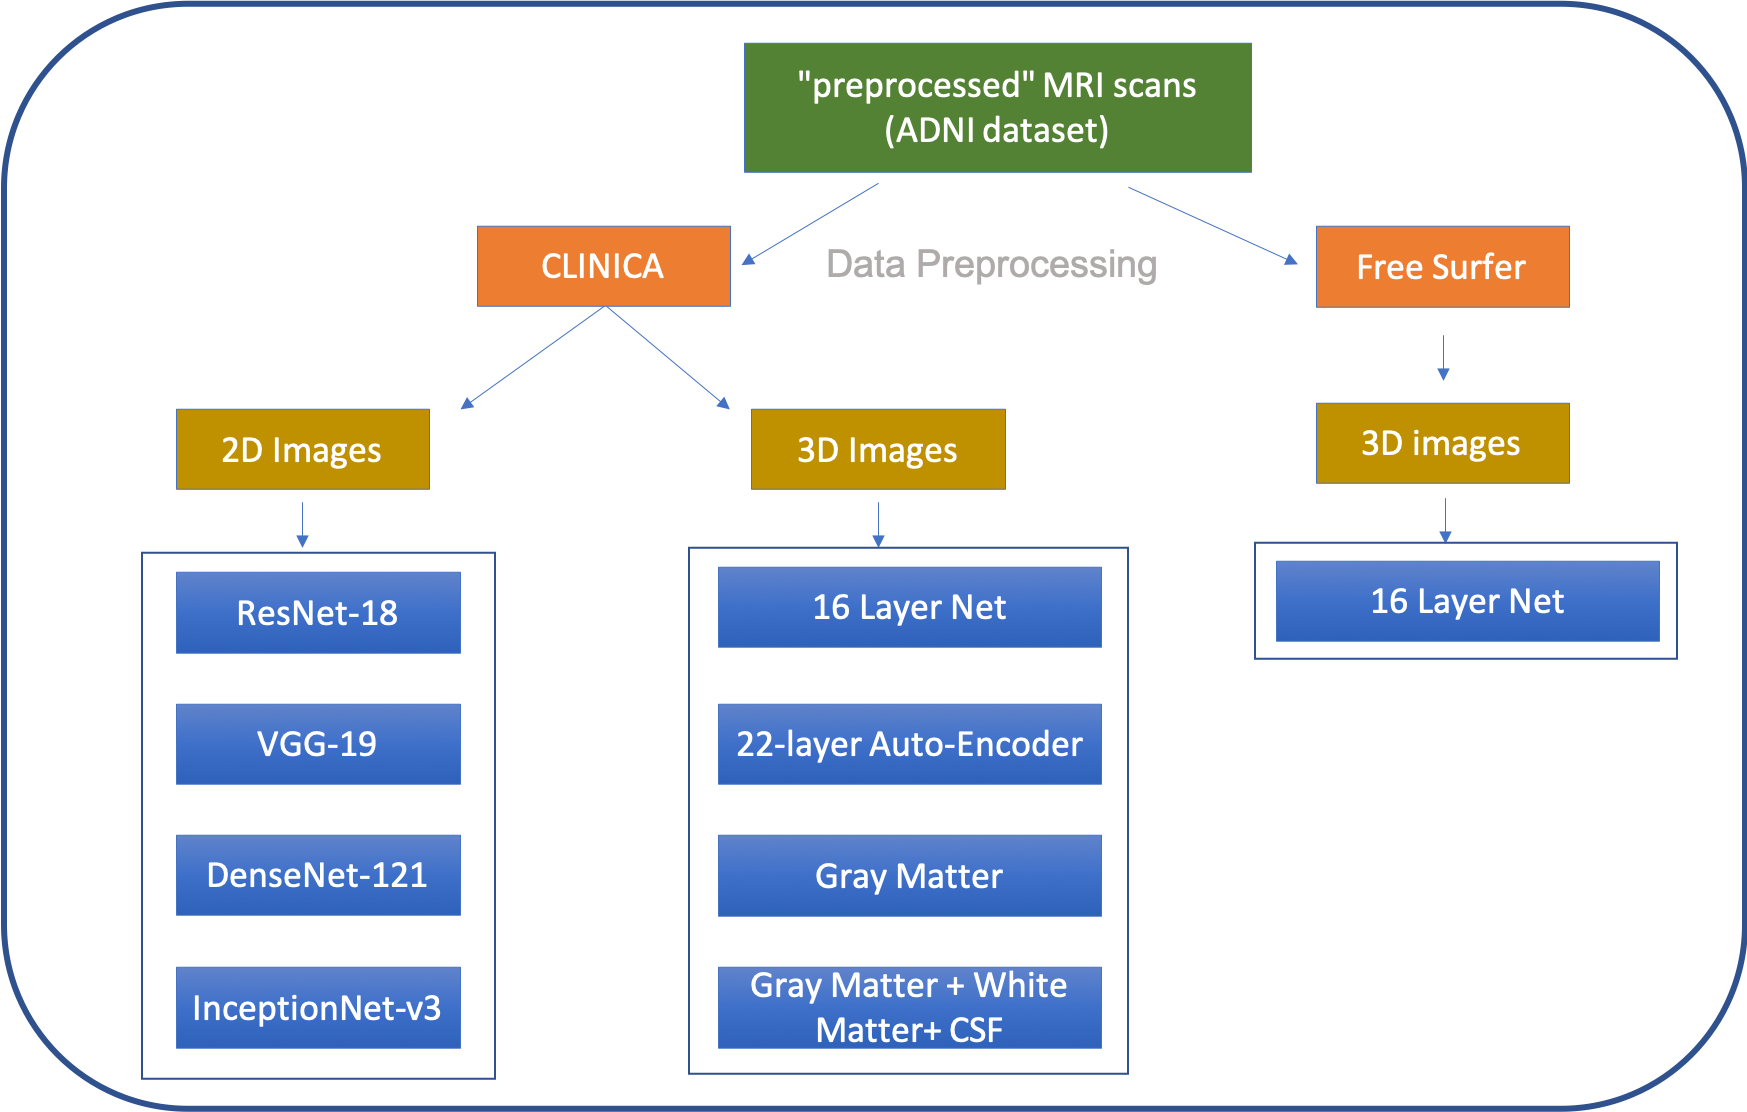 "preprocessed" MRI scans
(ADNI dataset)
CLINICA
Data Preprocessing
Free Surfer
2D Images
3D Images
3D images
ResNet-18
VGG-19
DenseNet-121
InceptionNet-v3
16 Layer Net
22-layer Auto-Encoder
Gray Matter
Gray Matter + White
Matter+ CSF
16 Layer Net